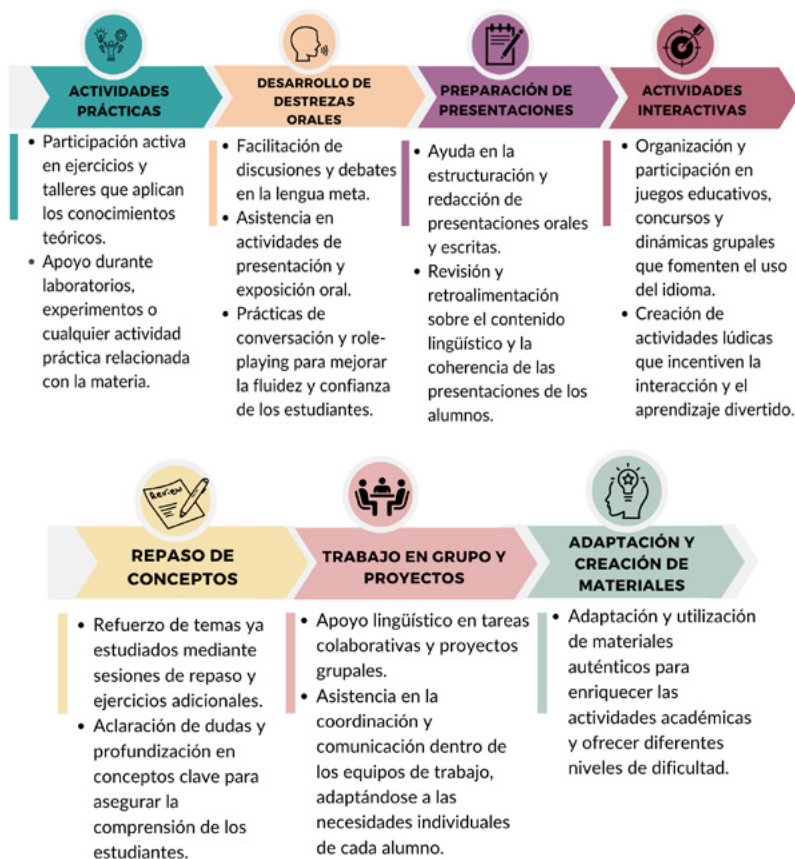 ACTIVIDADES
PRÁCTICAS
Participación activa
en ejercicios y
talleres que aplican
los conocimientos
teóricos.
Apoyo durante
laboratorios,
experimentos o
cualquier actividad
práctica relacionada
con la materia.
DESARROLLO DE
DESTREZAS
ORALES
Facilitación de
discusiones y debates
en la lengua meta.
Asistencia en
actividades de
presentación y
exposición oral.
Prácticas de
conversación y role-
playing para mejorar
la fluidez y confianza
de los estudiantes.
PREPARACIÓN DE
PRESENTACIONES
Ayuda en la
estructuración y
redacción de
presentaciones orales
y escritas.
Revisión y
retroalimentación
sobre el contenido
lingüístico y la
coherencia de las
presentaciones de los
alumnos.
ACTIVIDADES
INTERACTIVAS
Organización y
participación en
juegos educativos,
concursos y
dinámicas grupales
que fomenten el uso
del idioma.
Creación de
actividades lúdicas
que incentiven la
interacción y el
aprendizaje divertido.
Review
REPASO DE
CONCEPTOS
Refuerzo de temas ya
estudiados mediante
sesiones de repaso y
ejercicios adicionales.
Aclaración de dudas y
profundización en
conceptos clave para
asegurar la
comprensión de los
estudiantes.
TRABAJO EN GRUPO Y
PROYECTOS
Apoyo lingüístico en tareas
colaborativas y proyectos
grupales.
Asistencia en la
coordinación y
comunicación dentro de
los equipos de trabajo,
adaptándose a las
necesidades individuales
de cada alumno.
ADAPTACIÓN Y
CREACIÓN DE
MATERIALES
Adaptación y utilización
de materiales
auténticos para
enriquecer las
actividades académicas
y ofrecer diferentes
niveles de dificultad.